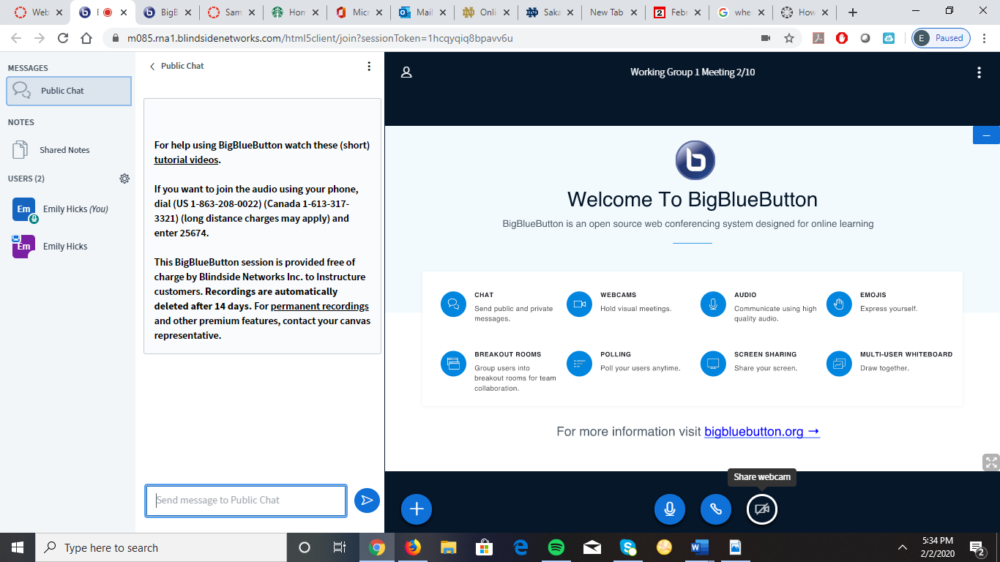 Web
E
BigB
Sam
Hom
Micr
Mail
Onli
Saka
New Tab
Febr
whe
How
m085.rna1.blindsidenetworks.com/html5client/join?sessionToken=1hcqyqiq8bpavv6u
E Paused
MESSAGES
Public Chat
NOTES
Shared Notes
USERS (2)
Em Emily Hicks (You)
Em Emily Hicks
Public Chat
For help using BigBlueButton watch these (short)
tutorial videos.
If you want to join the audio using your phone,
dial (US 1-863-208-0022) (Canada 1-613-317-
3321) (long distance charges may apply) and
enter 25674.
This BigBlueButton session is provided free of
charge by Blindside Networks Inc. to Instructure
customers. Recordings are automatically
deleted after 14 days. For permanent recordings
and other premium features, contact your canvas
representative.
Send message to Public Chat
Working Group 1 Meeting 2/10
b
Welcome To BigBlueButton
BigBlueButton is an open source web conferencing system designed for online learning
CHAT
Send public and private
messages.
WEBCAMS
Hold visual meetings.
AUDIO
Communicate using high
quality audio.
EMOJIS
Express yourself.
BREAKOUT ROOMS
Group users into
breakout rooms for team
collaboration.
POLLING
Poll your users anytime.
SCREEN SHARING
Share your screen.
MULTI-USER WHITEBOARD
Draw together.
For more information visit bigbluebutton.org →
Share webcam
Type here to search
5:34 PM
2/2/2020
2